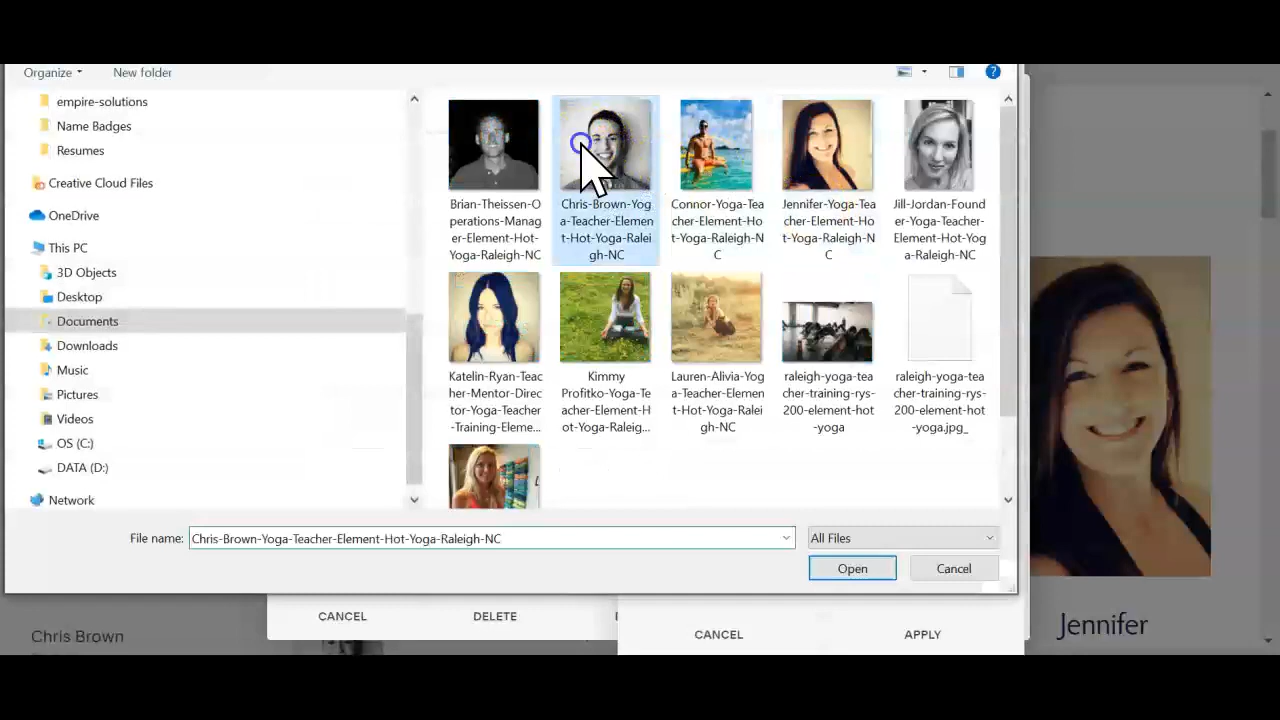 Organize
New folder
?
empire-solutions
Name Badges
Resumes
Creative Cloud Files
OneDrive
This PC
3D Objects
Desktop
Documents
Downloads
Music
Pictures
Videos
OS (C:)
DATA (D:)
Network
Brian-Theissen-O
perations-Manag
er-Element-Hot-
Yoga-Raleigh-NC
Chris-Brown-Yog
a-Teacher-Elemen
t-Hot-Yoga-Ralei
gh-NC
Connor-Yoga-Tea
cher-Element-Ho
t-Yoga-Raleigh-N
C
Jennifer-Yoga-Tea
cher-Element-Ho
t-Yoga-Raleigh-N
C
Jill-Jordan-Found
er-Yoga-Teacher-
Element-Hot-Yog
a-Raleigh-NC
Katelin-Ryan-Teac
her-Mentor-Direc
tor-Yoga-Teacher
-Training-Eleme...
Kimmy
Profitko-Yoga-Te
acher-Element-H
ot-Yoga-Raleig...
Lauren-Alivia-Yog
a-Teacher-Elemen
t-Hot-Yoga-Ralei
gh-NC
raleigh-yoga-tea
cher-training-rys-
200-element-hot
-yoga
raleigh-yoga-tea
cher-training-rys-
200-element-hot
-yoga.jpg_
File name:
Chris-Brown-Yoga-Teacher-Element-Hot-Yoga-Raleigh-NC
All Files
Open
Cancel
CANCEL
DELETE
CANCEL
APPLY
Chris Brown
Jennifer